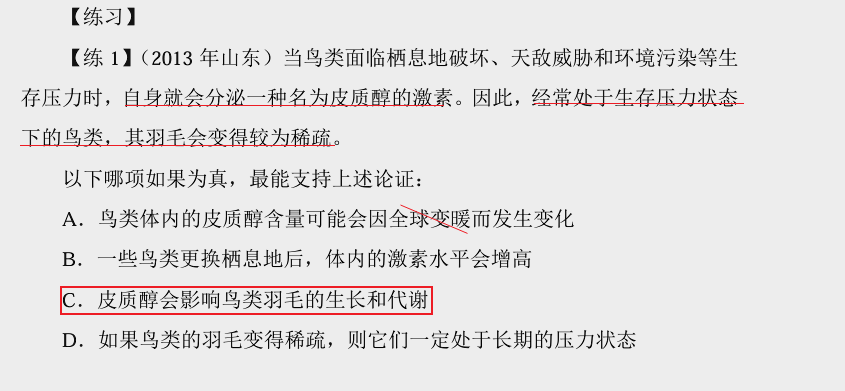 【练习】
【练 1】（2013 年山东）当鸟类面临栖息地破坏、天敌威胁和环境污染等生
存压力时，自身就会分泌一种名为皮质醇的激素。因此，经常处于生存压力状态
下的鸟类，其羽毛会变得较为稀疏。
以下哪项如果为真，最能支持上述论证：
A．鸟类体内的皮质醇含量可能会因全球变暖而发生变化
B．一些鸟类更换栖息地后，体内的激素水平会增高
C．皮质醇会影响鸟类羽毛的生长和代谢
D．如果鸟类的羽毛变得稀疏，则它们一定处于长期的压力状态